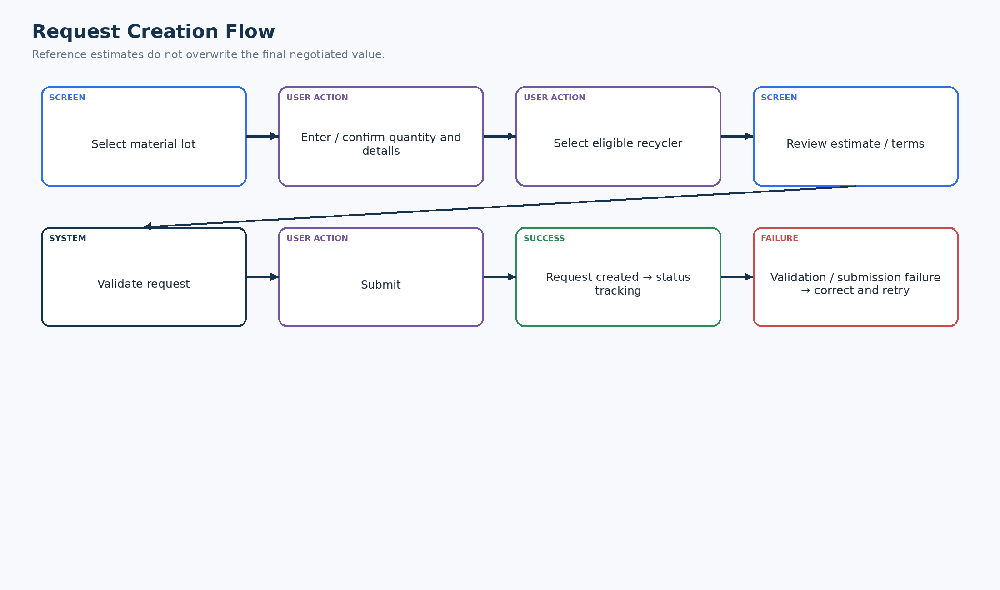 Request Creation Flow
Reference estimates do not overwrite the final negotiated value.
SCREEN
Select material lot
USER ACTION
Enter / confirm quantity and
details
USER ACTION
Select eligible recycler
SCREEN
Review estimate / terms
SYSTEM
Validate request
USER ACTION
Submit
SUCCESS
Request created → status
tracking
FAILURE
Validation / submission failure
→ correct and retry